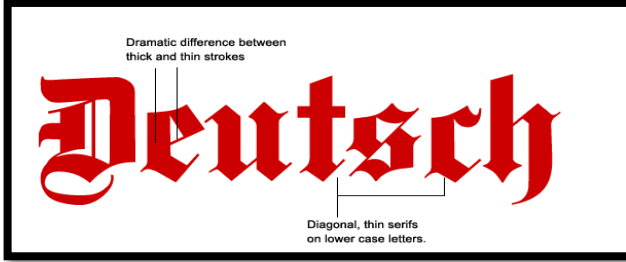 Dramatic difference between
thick and thin strokes
Deutsch
Diagonal, thin serifs
on lower case letters.